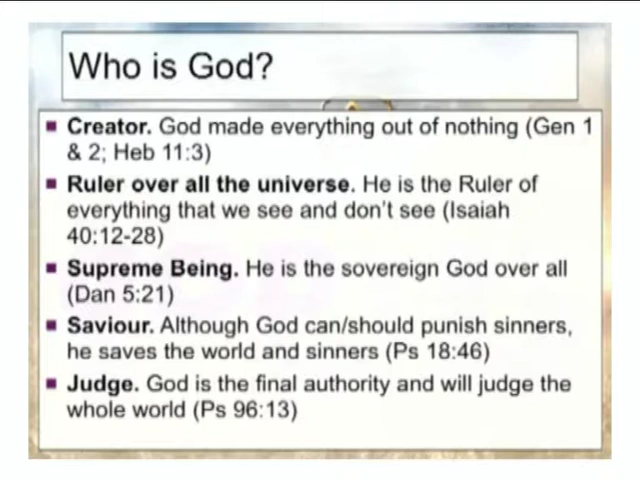 Who is God?
Creator. God made everything out of nothing (Gen 1
& 2; Heb 11:3)
Ruler over all the universe. He is the Ruler of
everything that we see and don't see (Isaiah
40:12-28)
Supreme Being. He is the sovereign God over all
(Dan 5:21)
Saviour. Although God can/should punish sinners,
he saves the world and sinners (Ps 18:46)
Judge. God is the final authority and will judge the
whole world (Ps 96:13)